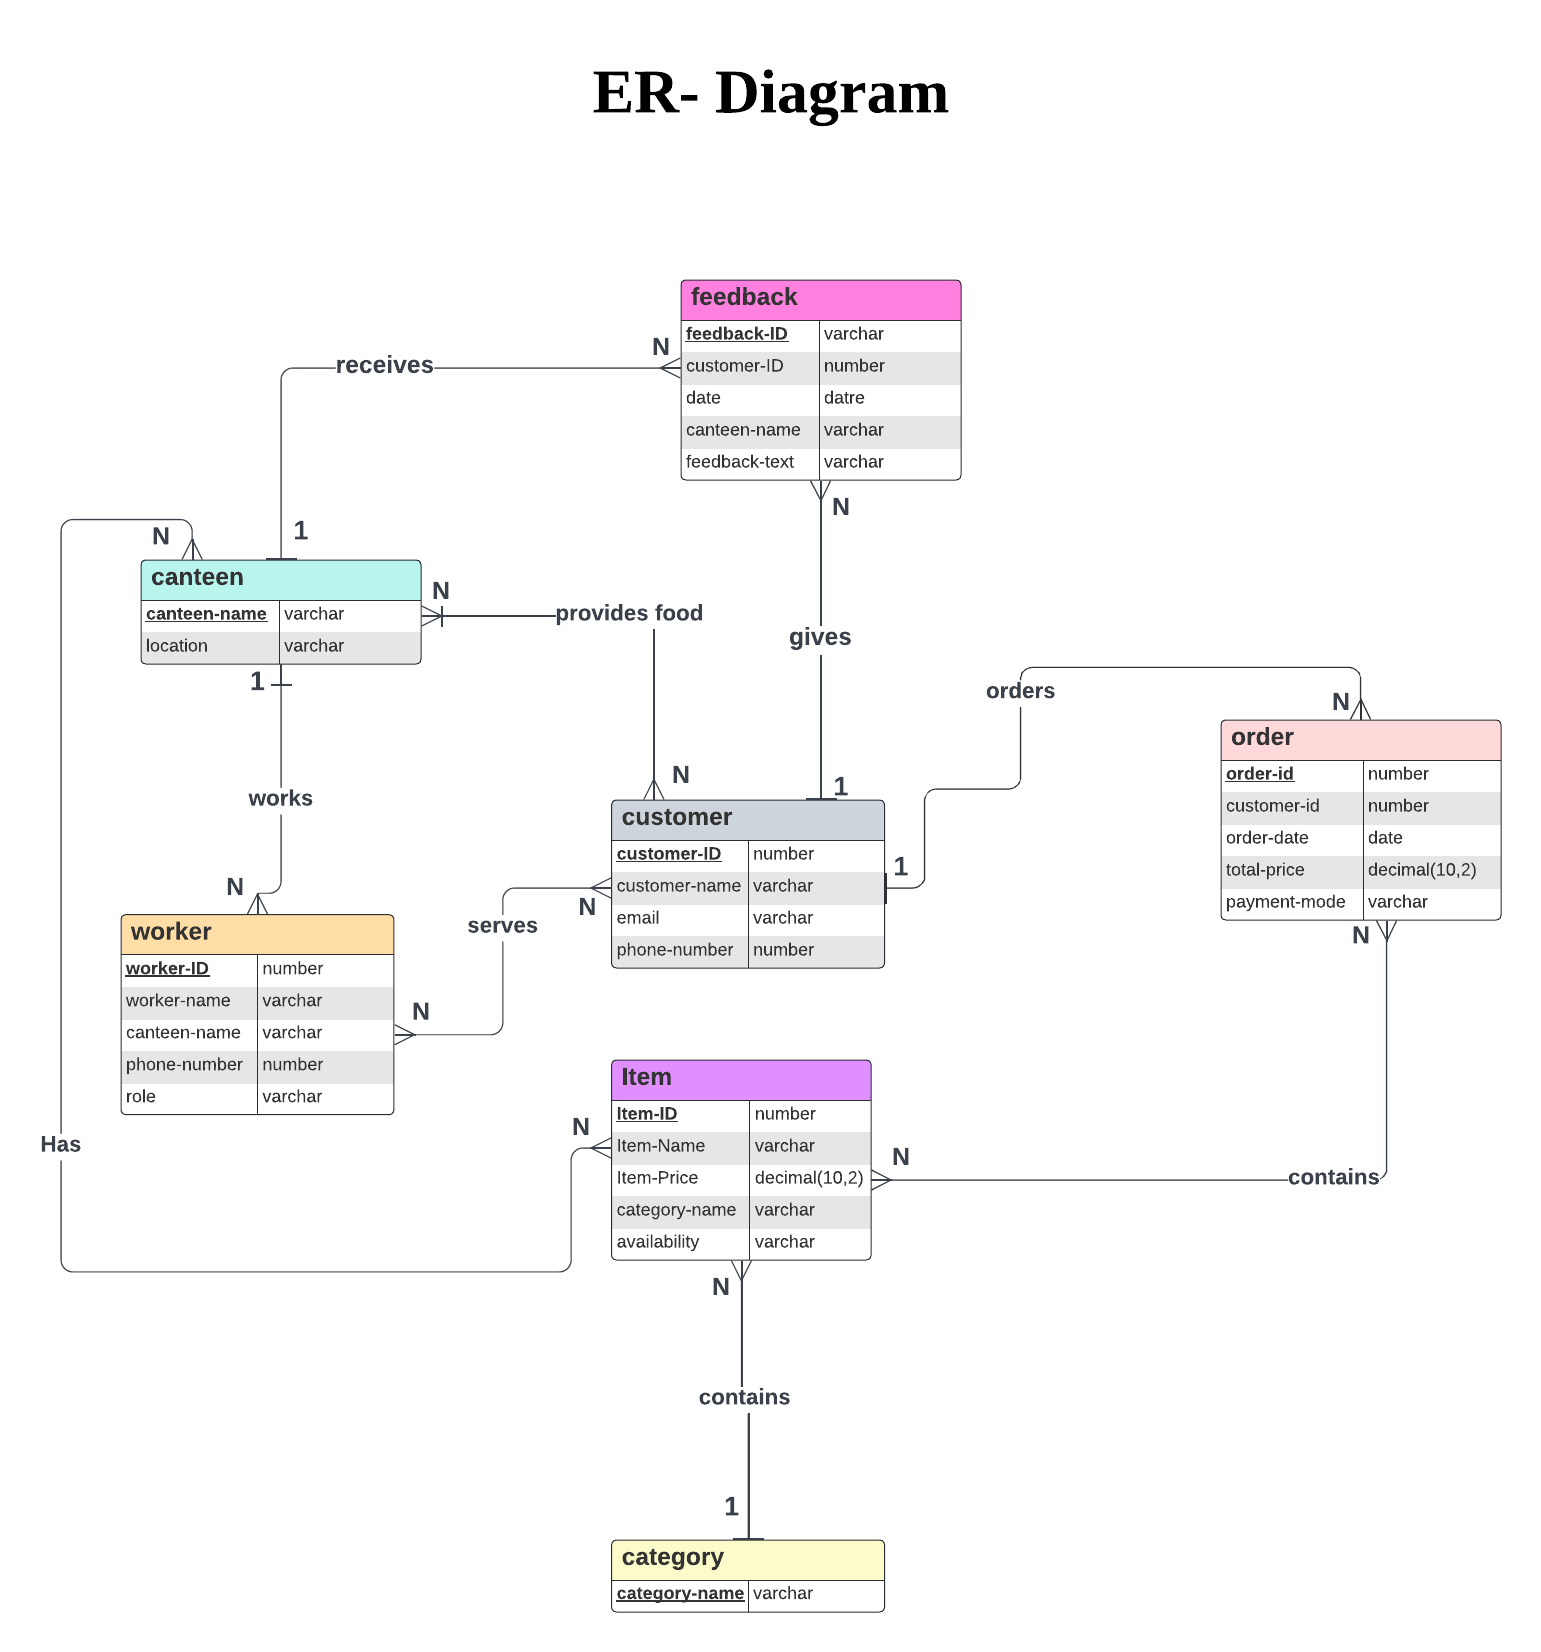 ER- Diagram
feedback
feedback-ID varchar
customer-ID number
date datre
canteen-name varchar
feedback-text varchar
receives
N
1
N
N
canteen
canteen-name varchar
location varchar
N
provides food
N
gives
1
1
works
N
orders
N
order
order-id number
customer-id number
order-date date
total-price decimal(10,2)
payment-mode varchar
N
customer
customer-ID number
customer-name varchar
email varchar
phone-number number
1
N
serves
N
worker
worker-ID number
worker-name varchar
canteen-name varchar
phone-number number
role varchar
Has
N
Item
Item-ID number
Item-Name varchar
Item-Price decimal(10,2)
category-name varchar
availability varchar
N
contains
N
contains
1
category
category-name varchar